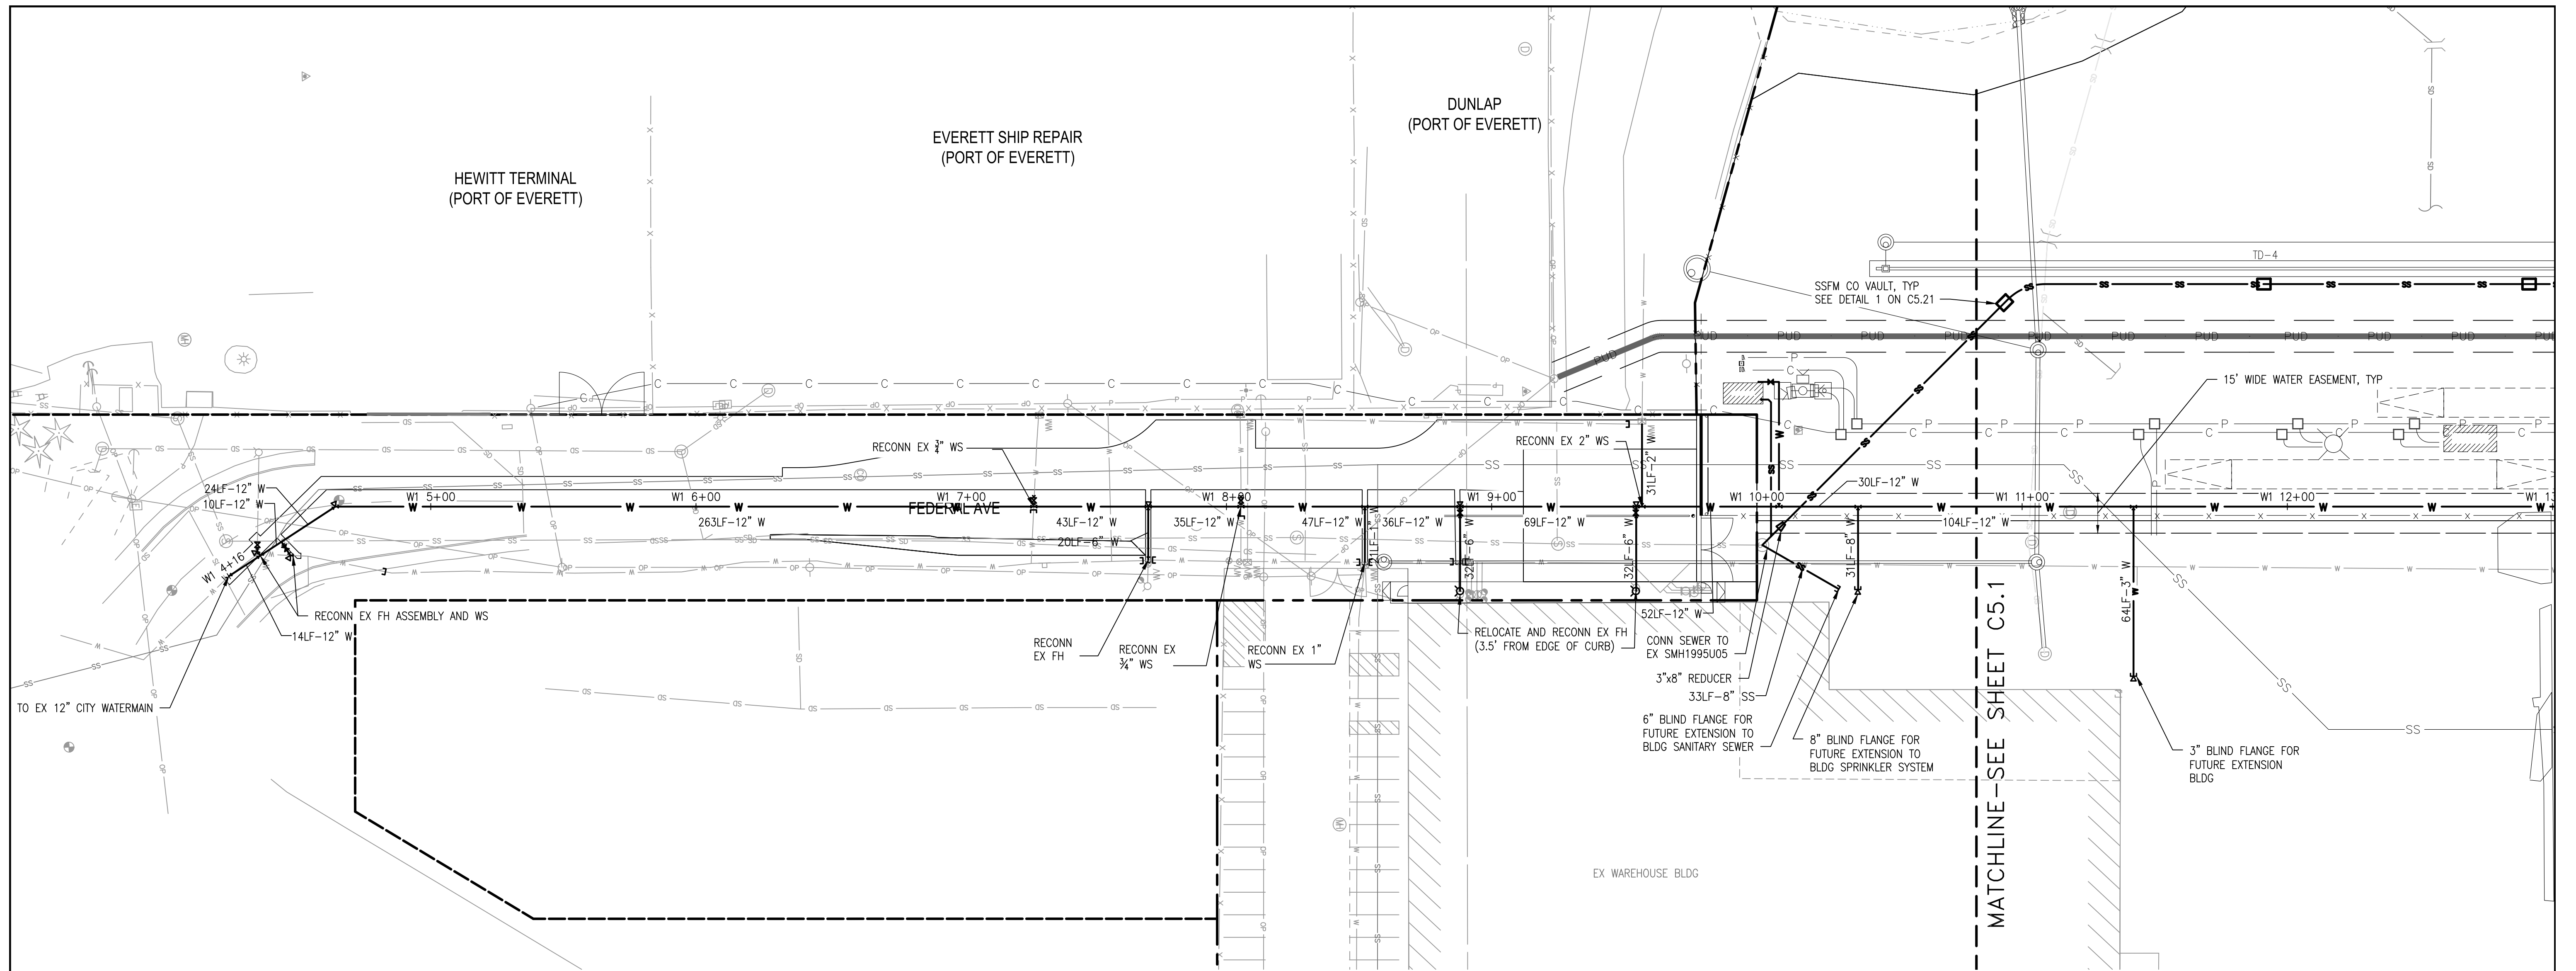 HEWITT TERMINAL
(PORT OF EVERETT)
EVERETT SHIP REPAIR
(PORT OF EVERETT)
DUNLAP
(PORT OF EVERETT)
SSFM CO VAULT, TYP
SEE DETAIL 1 ON C5.21
TD-4
PUD
15' WIDE WATER EASEMENT, TYP
RECONN EX ¾" WS
RECONN EX 2" WS
31LF-2" W
24LF-12" W
10LF-12" W
W1 4+16
W1 5+00
W1 6+00
W1 7+00
W1 8+00
W1 9+00
W1 10+00
W1 11+00
W1 12+00
W1 13
FEDERAL AVE
263LF-12" W
43LF-12" W
35LF-12" W
47LF-12" W
36LF-12" W
69LF-12" W
30LF-12" W
104LF-12" W
20LF-6" W
21LF-1" W
32LF-6" W
32LF-6" W
31LF-8" W
64LF-3" W
52LF-12" W
RECONN EX FH ASSEMBLY AND WS
14LF-12" W
TO EX 12" CITY WATERMAIN
RECONN
EX FH
RECONN EX
¾" WS
RECONN EX 1"
WS
RELOCATE AND RECONN EX FH
(3.5' FROM EDGE OF CURB)
CONN SEWER TO
EX SMH1995U05
3"x8" REDUCER
33LF-8" SS
6" BLIND FLANGE FOR
FUTURE EXTENSION TO
BLDG SANITARY SEWER
8" BLIND FLANGE FOR
FUTURE EXTENSION TO
BLDG SPRINKLER SYSTEM
3" BLIND FLANGE FOR
FUTURE EXTENSION
BLDG
EX WAREHOUSE BLDG
MATCHLINE-SEE SHEET C5.1